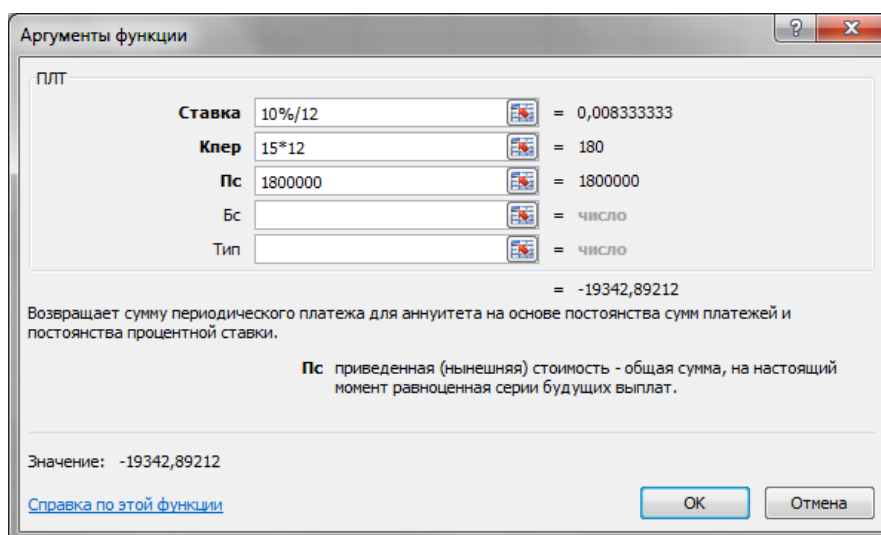 Аргументы функции
ПЛТ
Ставка 10%/12 = 0,008333333
Кпер 15*12 = 180
Пс 1800000 = 1800000
Бс = число
Тип = число
= -19342,89212
Возвращает сумму периодического платежа для аннуитета на основе постоянства сумм платежей и
постоянства процентной ставки.
Пс приведенная (нынешняя) стоимость - общая сумма, на настоящий
момент равноценная серии будущих выплат.
Значение: -19342,89212
Справка по этой функции
ОК
Отмена